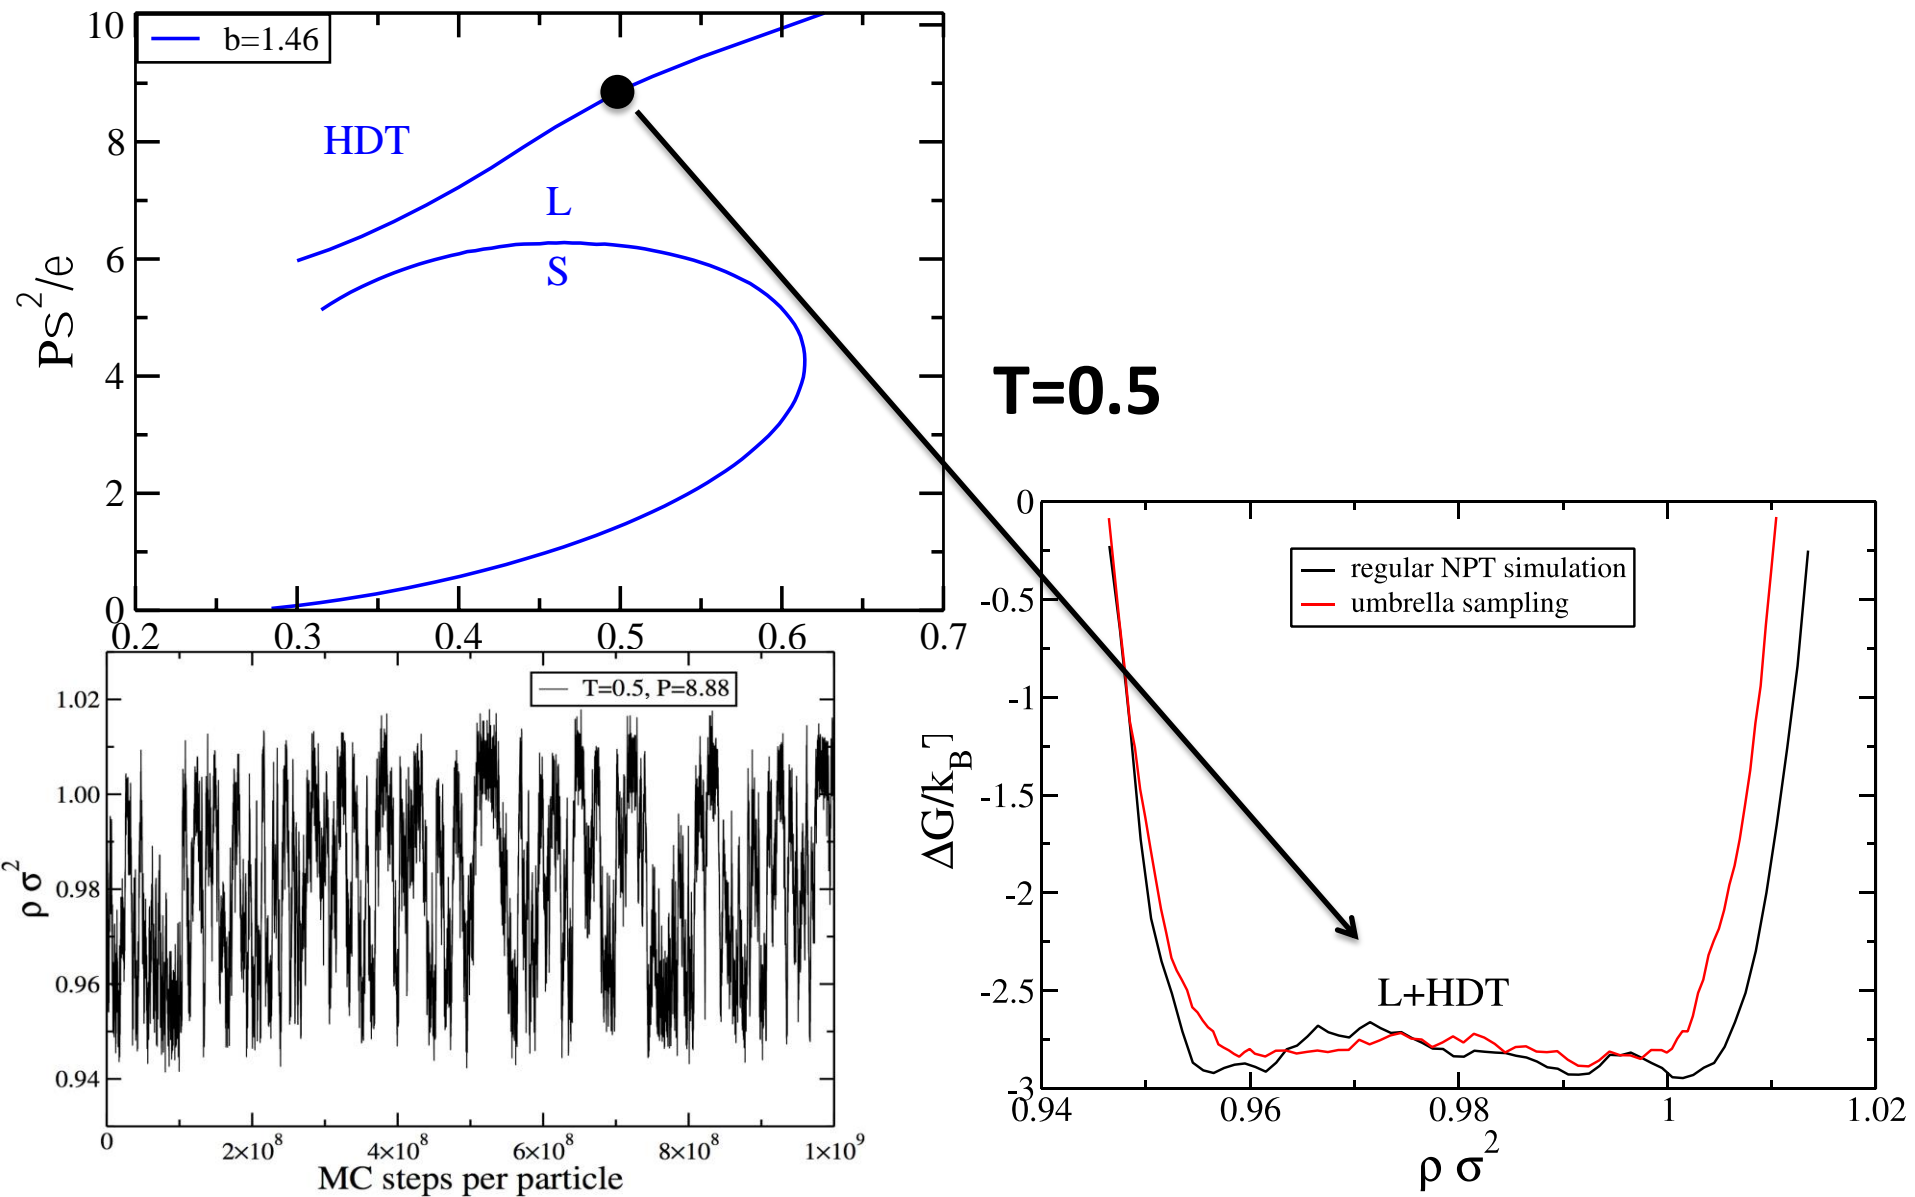 b=1.46
10
8
6
4
2
0
Ps²/e
HDT
L
S
0.2 0.3 0.4 0.5 0.6 0.7
T=0.5
T=0.5, P=8.88
1.02
1.00
0.98
0.96
0.94
ρ σ²
0 2×10⁸ 4×10⁸ 6×10⁸ 8×10⁸ 1×10⁹
MC steps per particle
0
-0.5
-1
-1.5
-2
-2.5
-3
ΔG/k_B
regular NPT simulation
umbrella sampling
L+HDT
0.94 0.96 0.98 1 1.02
ρ σ²